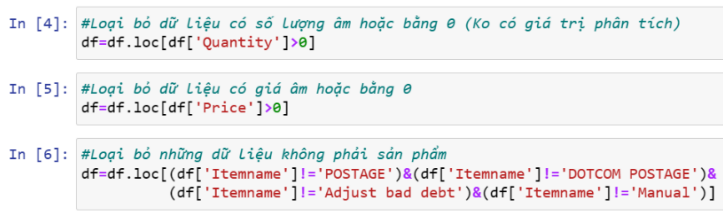 In [4]: #Loại bỏ dữ liệu có số lượng âm hoặc bằng 0 (Ko có giá trị phân tích)
df=df.loc[df['Quantity']>0]
In [5]: #Loại bỏ dữ liệu có giá âm hoặc bằng 0
df=df.loc[df['Price']>0]
In [6]: #Loại bỏ những dữ liệu không phải sản phẩm
df=df.loc[(df['Itemname']!='POSTAGE')&(df['Itemname']!='DOTCOM POSTAGE')&
(df['Itemname']!='Adjust bad debt')&(df['Itemname']!='Manual')]